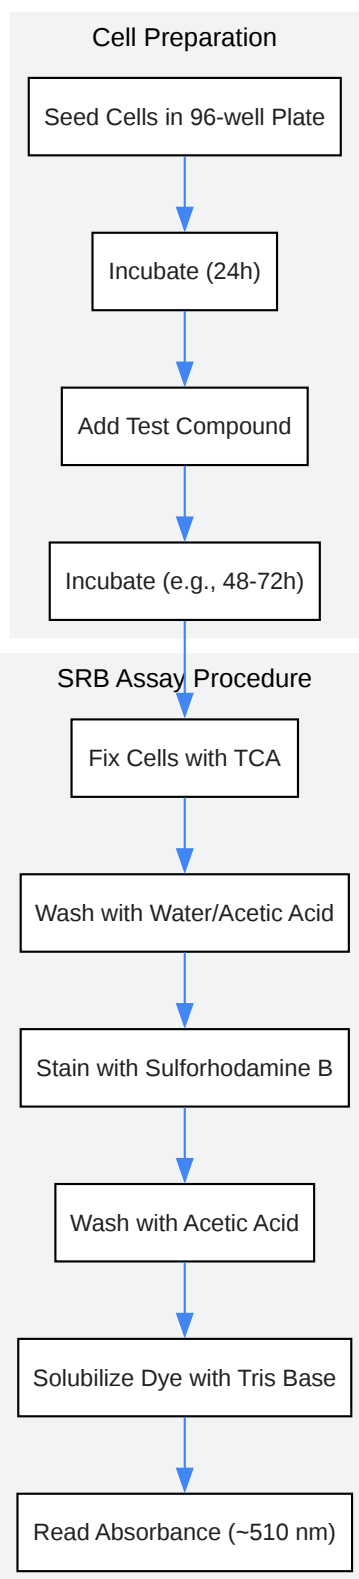 Cell Preparation
Seed Cells in 96-well Plate
Incubate (24h)
Add Test Compound
Incubate (e.g., 48-72h)
SRB Assay Procedure
Fix Cells with TCA
Wash with Water/Acetic Acid
Stain with Sulforhodamine B
Wash with Acetic Acid
Solubilize Dye with Tris Base
Read Absorbance (~510 nm)